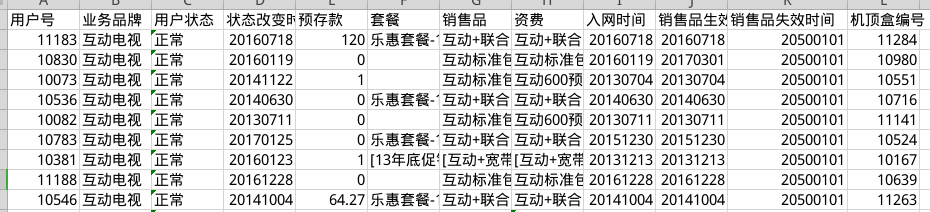 A B C D E F G H I J K L
用户号 业务品牌 用户状态 状态改变时 预存款 套餐 销售品 资费 入网时间 销售品生效 销售品失效时间 机顶盒编号
11183 互动电视 正常 20160718 120 乐惠套餐-1 互动+联合 互动+联合 20160718 20160718 20500101 11284
10830 互动电视 正常 20160119 0 互动标准包 互动标准包 20160119 20170301 20500101 10980
10073 互动电视 正常 20141122 1 互动标准包 互动600预 20130704 20130704 20500101 10551
10536 互动电视 正常 20140630 0 乐惠套餐-1 互动+联合 互动+联合 20140630 20140630 20500101 10716
10082 互动电视 正常 20130711 0 互动标准包 互动600预 20130711 20130711 20500101 11141
10783 互动电视 正常 20170125 0 乐惠套餐-1 互动+联合 互动+联合 20151230 20151230 20500101 10524
10381 互动电视 正常 20160123 1 [13年底促 [互动+宽带 [互动+宽带 20131213 20131213 20500101 10167
11188 互动电视 正常 20161228 0 互动标准包 互动标准包 20161228 20161228 20500101 10639
10546 互动电视 正常 20141004 64.27 乐惠套餐-1 互动+联合 互动+联合 20141004 20141004 20500101 11263